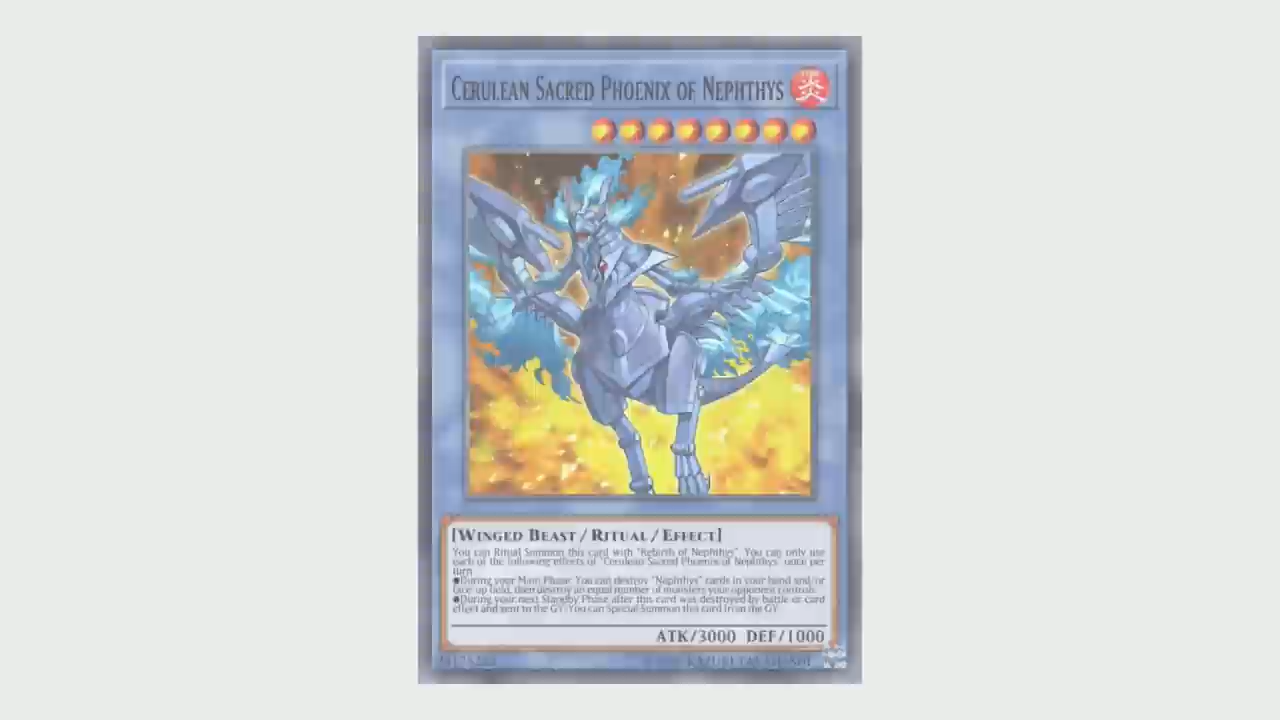 CERULEAN SACRED PHOENIX OF NEPHTHYS
炎
[WINGED BEAST / RITUAL / EFFECT]
You can Ritual Summon this card with "Rebirth of Nephthys". You can only use
each of the following effects of "Cerulean Sacred Phoenix of Nephthys" once per
turn.
●During your Main Phase: You can destroy "Nephthys" cards in your hand and/or
face-up field, then destroy an equal number of monsters your opponent controls.
●During your next Standby Phase after this card was destroyed by battle or card
effect and sent to the GY: You can Special Summon this card from the GY.
ATK/3000 DEF/1000